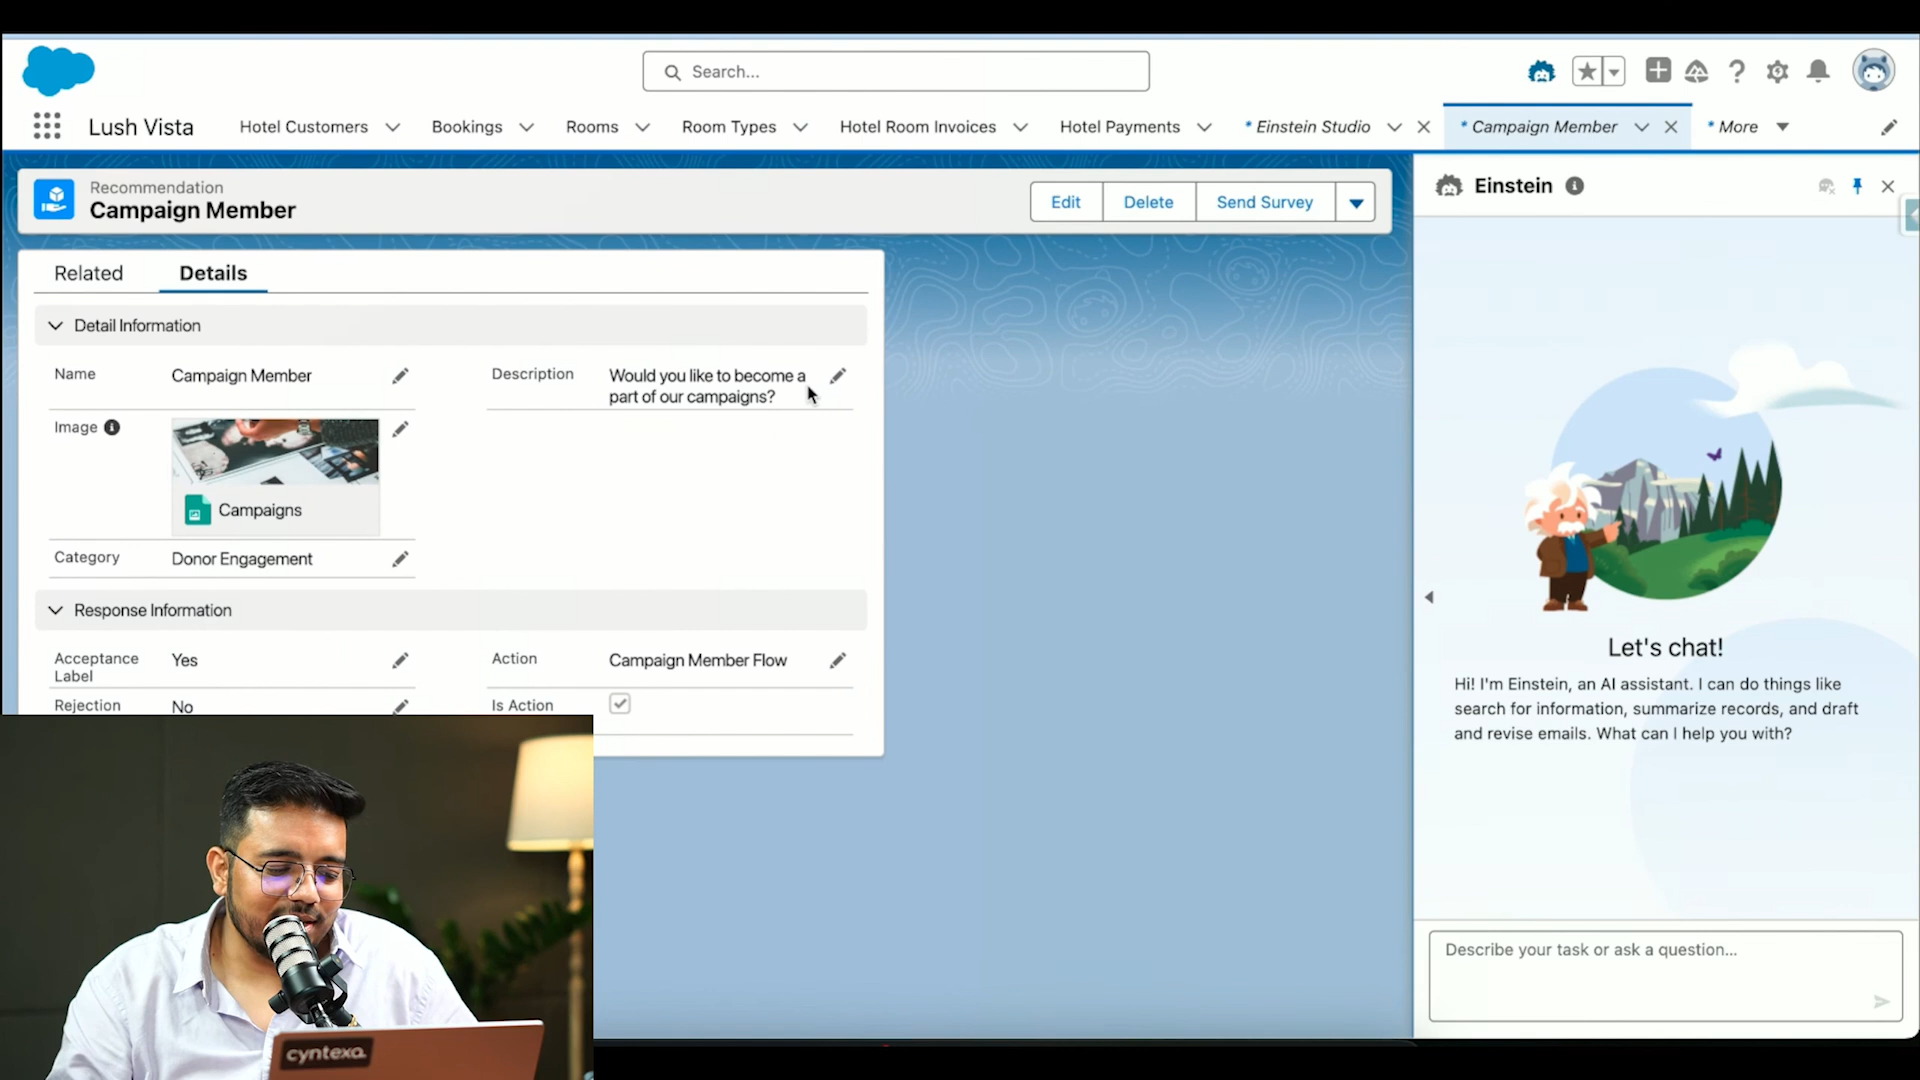 Search...
Lush Vista
Hotel Customers
Bookings
Rooms
Room Types
Hotel Room Invoices
Hotel Payments
* Einstein Studio
* Campaign Member
* More
Recommendation
Campaign Member
Edit
Delete
Send Survey
Einstein
Related
Details
Detail Information
Name
Campaign Member
Description
Would you like to become a
part of our campaigns?
Image
Campaigns
Category
Donor Engagement
Response Information
Acceptance
Label
Yes
Action
Campaign Member Flow
Rejection
No
Is Action
Let's chat!
Hi! I'm Einstein, an AI assistant. I can do things like
search for information, summarize records, and draft
and revise emails. What can I help you with?
Describe your task or ask a question...
cyntexa.